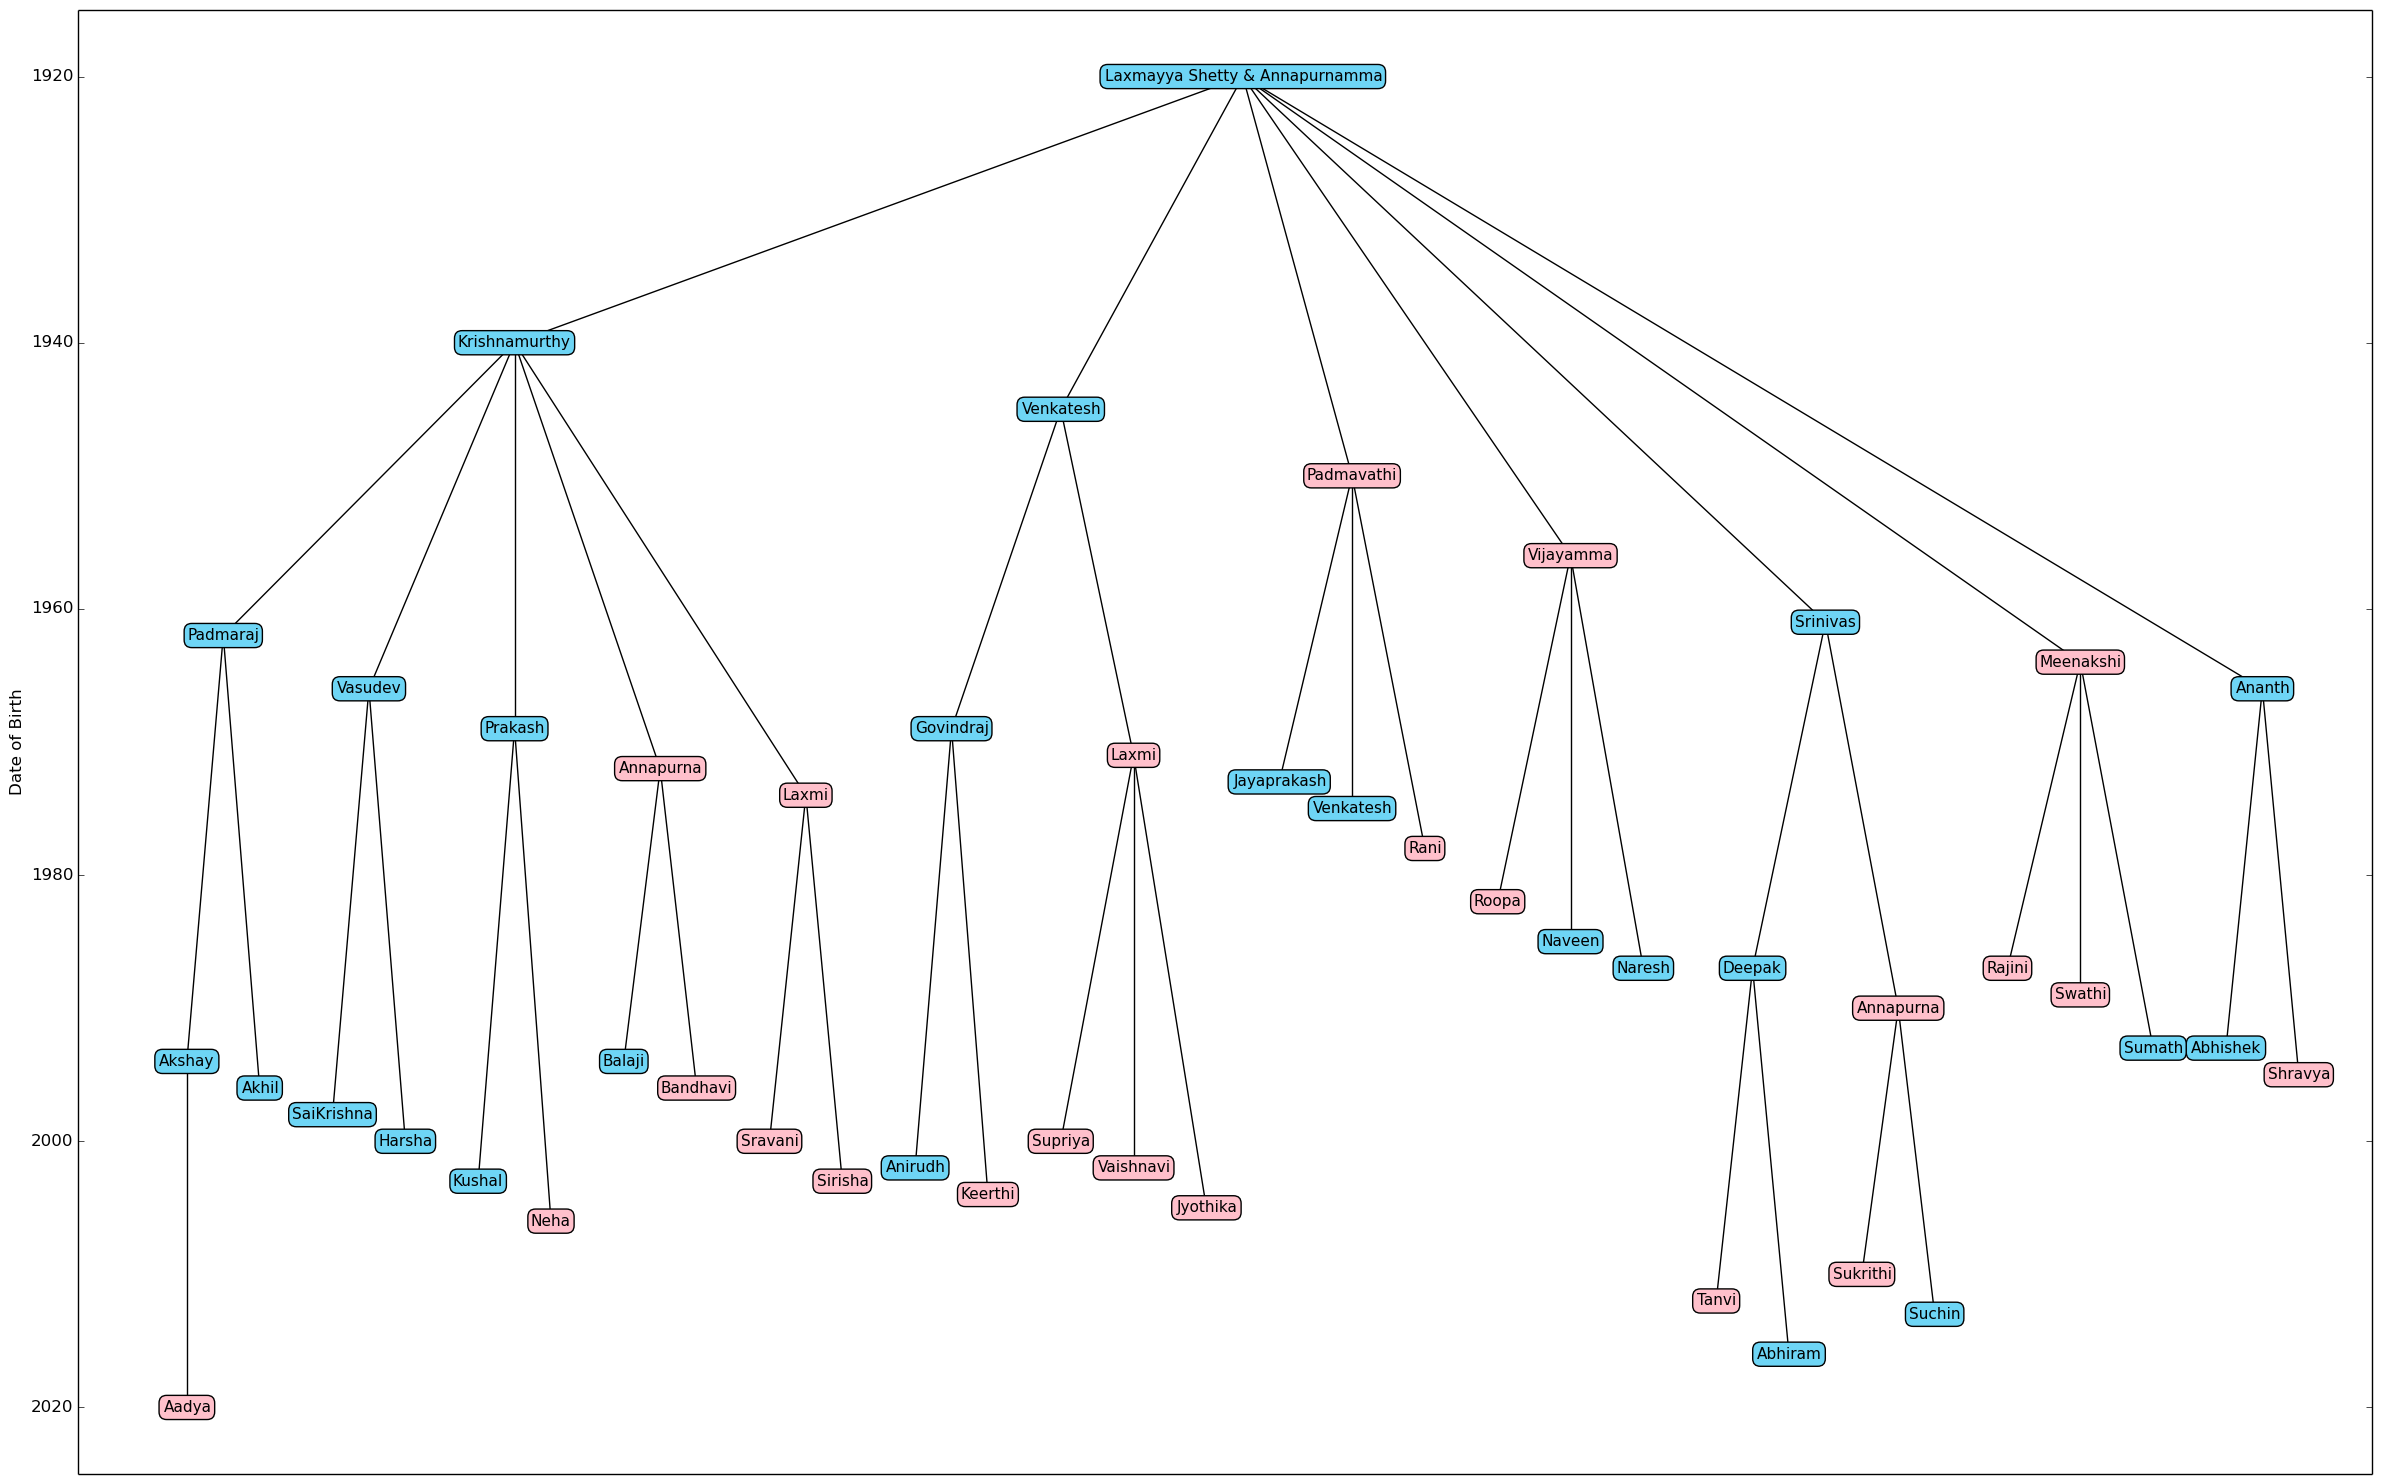 1920
Laxmayya Shetty & Annapurnamma
1940
Krishnamurthy
Venkatesh
Padmavathi
Vijayamma
1960
Srinivas
Padmaraj
Meenakshi
Vasudev
Ananth
Date of Birth
Prakash
Govindraj
Laxmi
Annapurna
Jayaprakash
Laxmi
Venkatesh
Rani
1980
Roopa
Naveen
Naresh
Deepak
Rajini
Swathi
Annapurna
Akshay
Balaji
Sumath
Abhishek
Shravya
Akhil
Bandhavi
SaiKrishna
2000
Harsha
Sravani
Supriya
Anirudh
Vaishnavi
Kushal
Sirisha
Keerthi
Jyothika
Neha
Sukrithi
Tanvi
Suchin
Abhiram
2020
Aadya